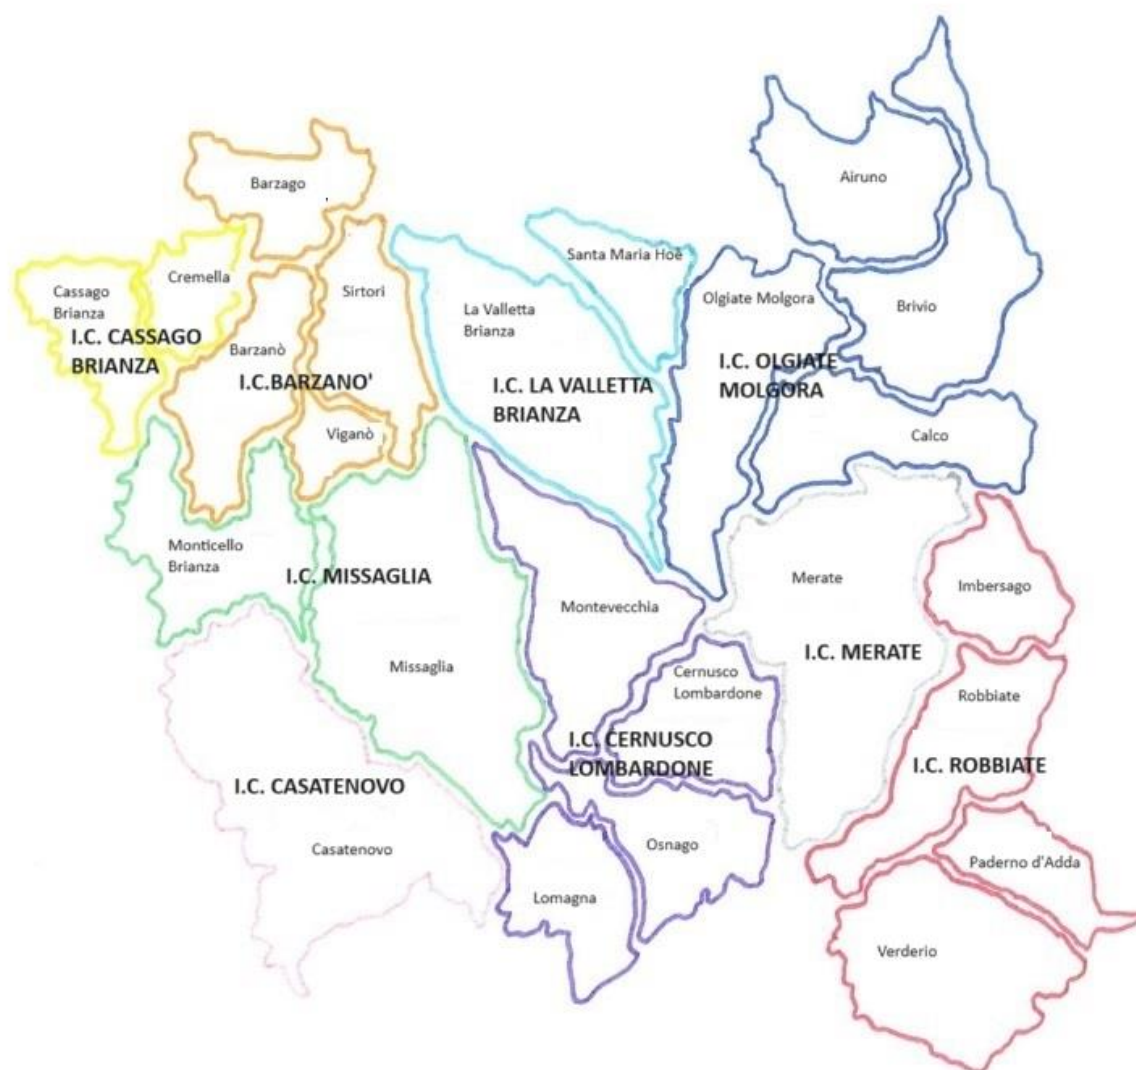 Airuno
Barzago
Santa Maria Hoè
Cremella
Cassago
Brianza
Sirtori
Olgiate Molgora
La Valletta
Brianza
Brivio
I.C. CASSAGO
BRIANZA
Barzanò
I.C.BARZANO'
I.C. LA VALLETTA
BRIANZA
I.C. OLGIATE
MOLGORA
Viganò
Calco
Monticello
Brianza
I.C. MISSAGLIA
Merate
Imbersago
Montevecchia
Missaglia
Cernusco
Lombardone
I.C. MERATE
Robbiate
I.C. CERNUSCO
LOMBARDONE
I.C. ROBBIATE
I.C. CASATENOVO
Casatenovo
Osnago
Paderno d'Adda
Lomagna
Verderio